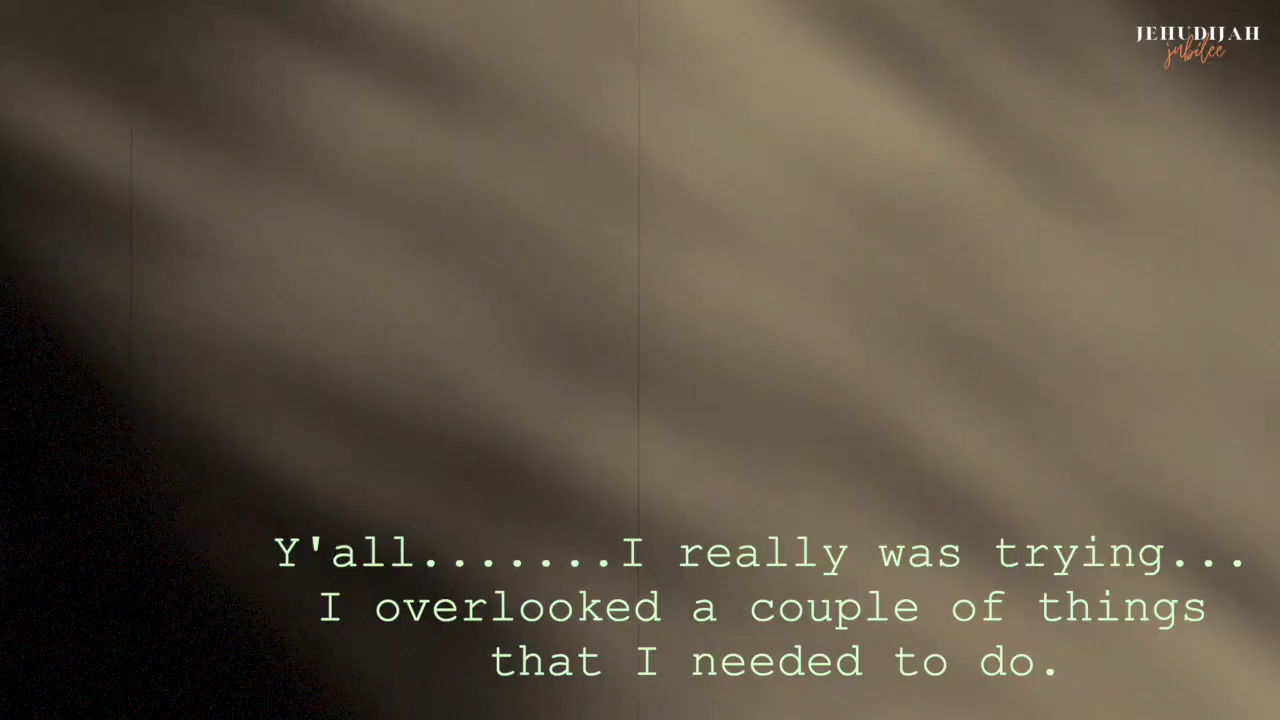 JEHUDIJAH
jubilee
Y'all.......I really was trying...
I overlooked a couple of things
that I needed to do.